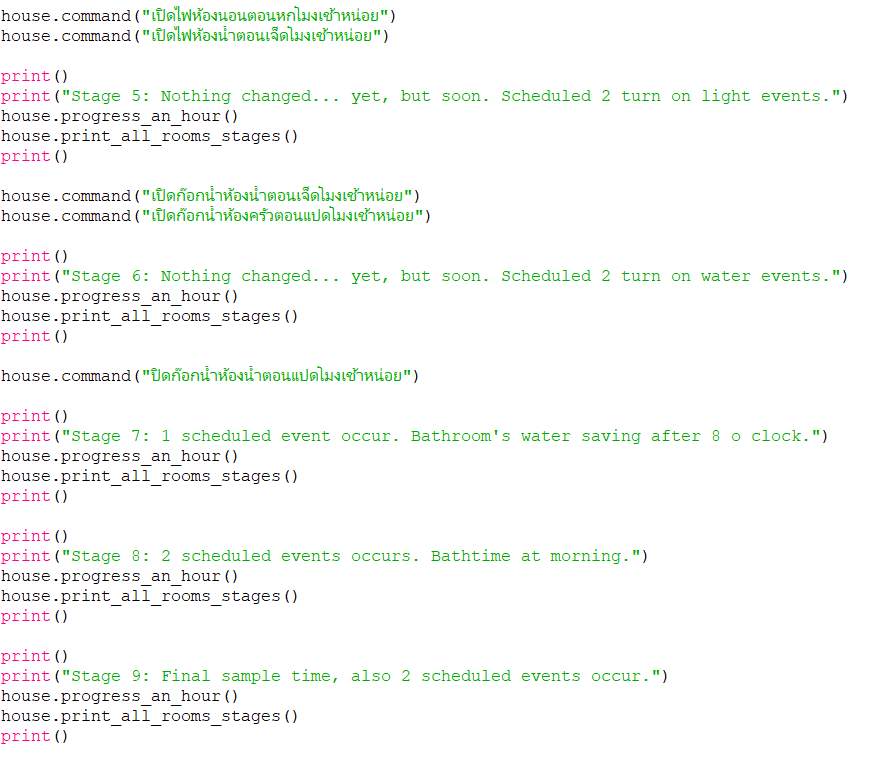 house.command("เปิดไฟห้องนอนตอนหกโมงเช้าหน่อย")
house.command("เปิดไฟห้องน้ำตอนเจ็ดโมงเช้าหน่อย")
print()
print("Stage 5: Nothing changed... yet, but soon. Scheduled 2 turn on light events.")
house.progress_an_hour()
house.print_all_rooms_stages()
print()
house.command("เปิดก๊อกน้ำห้องน้ำตอนเจ็ดโมงเช้าหน่อย")
house.command("เปิดก๊อกน้ำห้องครัวตอนแปดโมงเช้าหน่อย")
print()
print("Stage 6: Nothing changed... yet, but soon. Scheduled 2 turn on water events.")
house.progress_an_hour()
house.print_all_rooms_stages()
print()
house.command("ปิดก๊อกน้ำห้องน้ำตอนแปดโมงเช้าหน่อย")
print()
print("Stage 7: 1 scheduled event occur. Bathroom's water saving after 8 o clock.")
house.progress_an_hour()
house.print_all_rooms_stages()
print()
print()
print("Stage 8: 2 scheduled events occurs. Bathtime at morning.")
house.progress_an_hour()
house.print_all_rooms_stages()
print()
print()
print("Stage 9: Final sample time, also 2 scheduled events occur.")
house.progress_an_hour()
house.print_all_rooms_stages()
print()